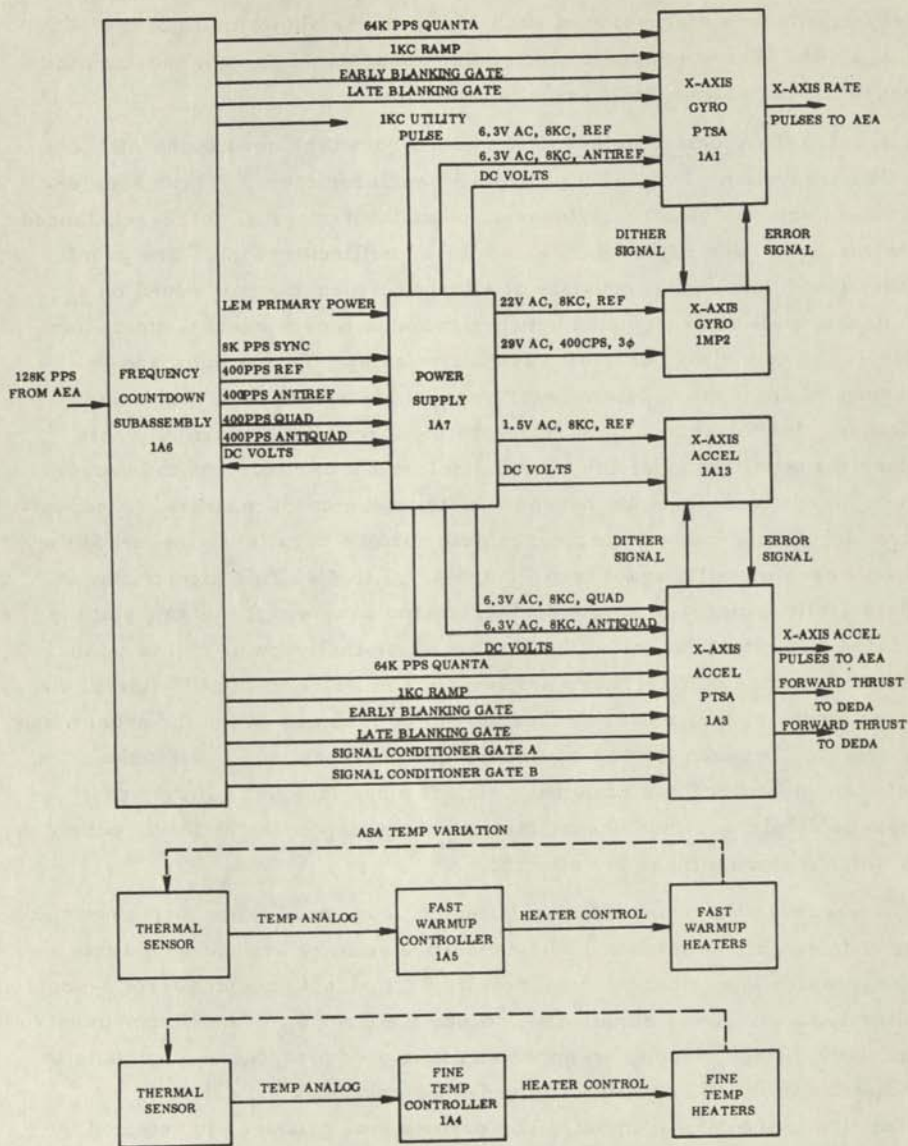 64K PPS QUANTA
1KC RAMP
EARLY BLANKING GATE
LATE BLANKING GATE
1KC UTILITY
PULSE
6.3V AC, 8KC, REF
6.3V AC, 8KC, ANTIREF
DC VOLTS
X-AXIS
GYRO
PTSA
1A1
X-AXIS RATE
PULSES TO AEA
DITHER
SIGNAL
ERROR
SIGNAL
LEM PRIMARY POWER
22V AC, 8KC, REF
X-AXIS
GYRO
1MP2
29V AC, 400CPS, 3φ
128K PPS
FROM AEA
FREQUENCY
COUNTDOWN
SUBASSEMBLY
1A6
8K PPS SYNC
400PPS REF
400PPS ANTIREF
400PPS QUAD
400PPS ANTIQUAD
DC VOLTS
POWER
SUPPLY
1A7
1.5V AC, 8KC, REF
DC VOLTS
X-AXIS
ACCEL
1A13
DITHER
SIGNAL
ERROR
SIGNAL
6.3V AC, 8KC, QUAD
6.3V AC, 8KC, ANTIQUAD
DC VOLTS
64K PPS QUANTA
1KC RAMP
EARLY BLANKING GATE
LATE BLANKING GATE
SIGNAL CONDITIONER GATE A
SIGNAL CONDITIONER GATE B
X-AXIS
ACCEL
PTSA
1A3
X-AXIS ACCEL
PULSES TO AEA
FORWARD THRUST
TO DEDA
FORWARD THRUST
TO DEDA
ASA TEMP VARIATION
THERMAL
SENSOR
TEMP ANALOG
FAST
WARMUP
CONTROLLER
1A5
HEATER CONTROL
FAST
WARMUP
HEATERS
THERMAL
SENSOR
TEMP ANALOG
FINE
TEMP
CONTROLLER
1A4
HEATER CONTROL
FINE
TEMP
HEATERS